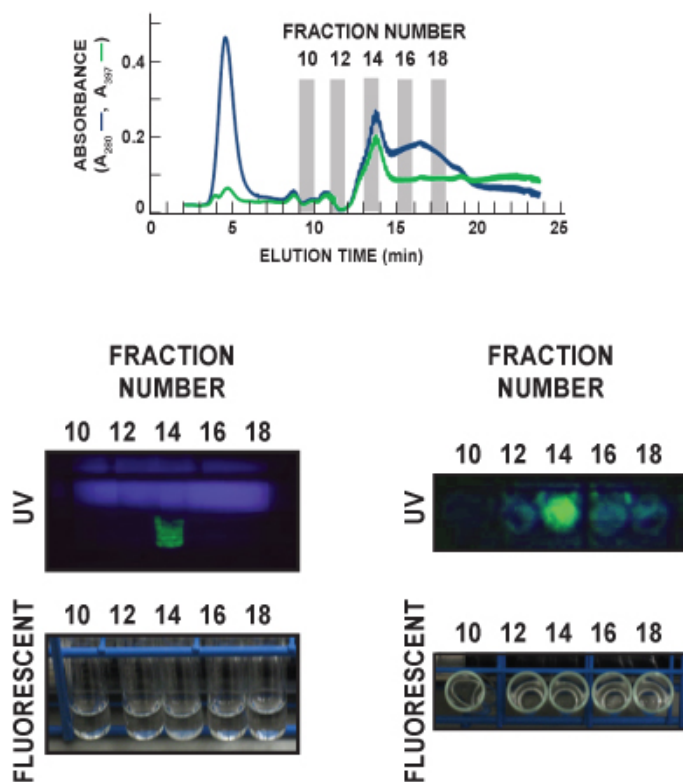 FRACTION NUMBER
10 12 14 16 18
ABSORBANCE
(A280 —, A397 —)
0.4
0.2
0
0 5 10 15 20 25
ELUTION TIME (min)
FRACTION
NUMBER
10 12 14 16 18
UV
10 12 14 16 18
FLUORESCENT
FRACTION
NUMBER
10 12 14 16 18
UV
10 12 14 16 18
FLUORESCENT